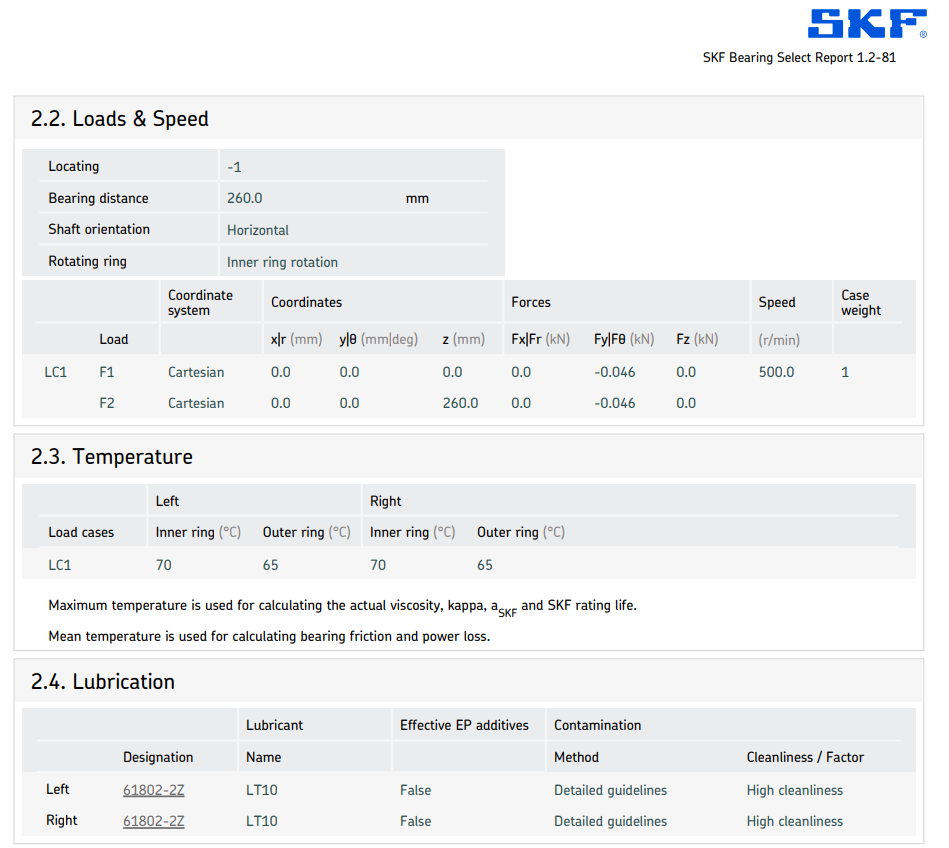 SKF®
SKF Bearing Select Report 1.2-81
2.2. Loads & Speed
Locating -1
Bearing distance 260.0 mm
Shaft orientation Horizontal
Rotating ring Inner ring rotation
Coordinate system Coordinates Forces Speed Case weight
Load x|r (mm) y|θ (mm|deg) z (mm) Fx|Fr (kN) Fy|Fθ (kN) Fz (kN) (r/min)
LC1 F1 Cartesian 0.0 0.0 0.0 0.0 -0.046 0.0 500.0 1
F2 Cartesian 0.0 0.0 260.0 0.0 -0.046 0.0
2.3. Temperature
Left Right
Load cases Inner ring (°C) Outer ring (°C) Inner ring (°C) Outer ring (°C)
LC1 70 65 70 65
Maximum temperature is used for calculating the actual viscosity, kappa, aSKF and SKF rating life.
Mean temperature is used for calculating bearing friction and power loss.
2.4. Lubrication
Lubricant Effective EP additives Contamination
Designation Name Method Cleanliness / Factor
Left 61802-2Z LT10 False Detailed guidelines High cleanliness
Right 61802-2Z LT10 False Detailed guidelines High cleanliness